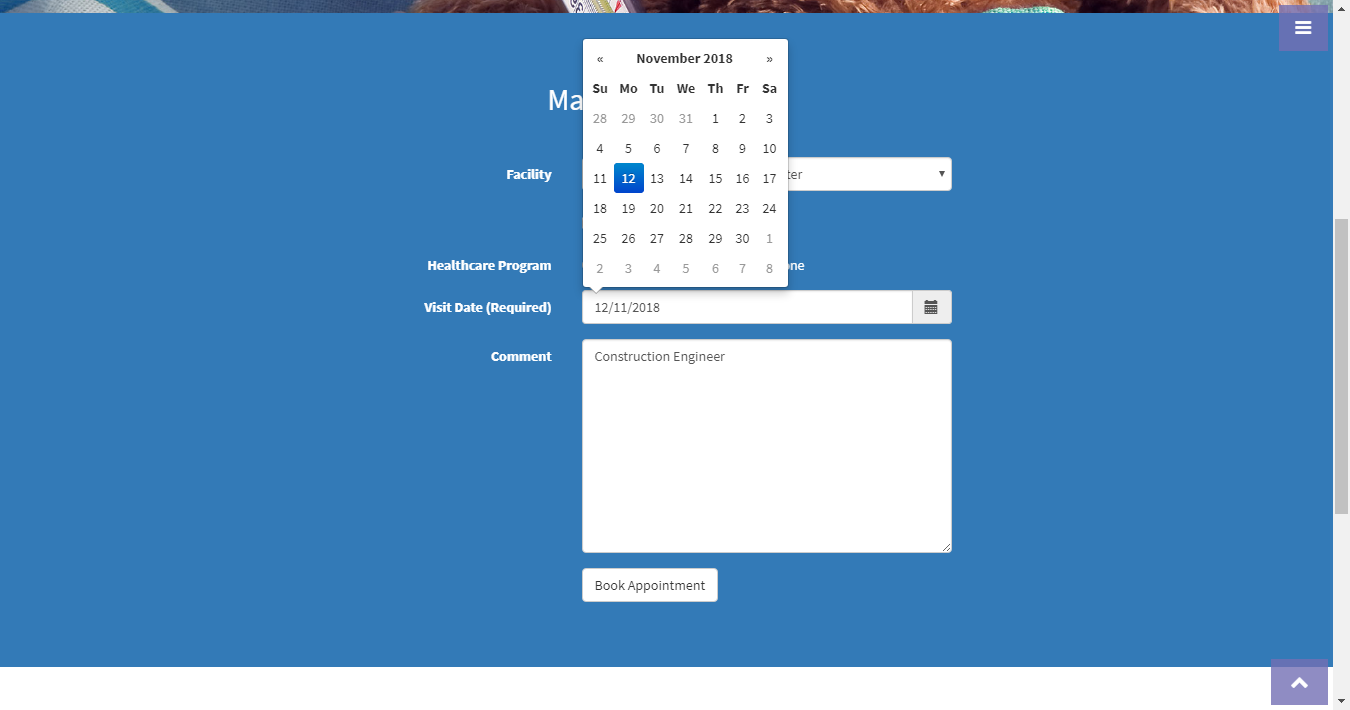 « November 2018 »
Su Mo Tu We Th Fr Sa
28 29 30 31 1 2 3
4 5 6 7 8 9 10
11 12 13 14 15 16 17
18 19 20 21 22 23 24
25 26 27 28 29 30 1
2 3 4 5 6 7 8
Ma
Facility
ter
Healthcare Program
one
Visit Date (Required) 12/11/2018
Comment Construction Engineer
Book Appointment